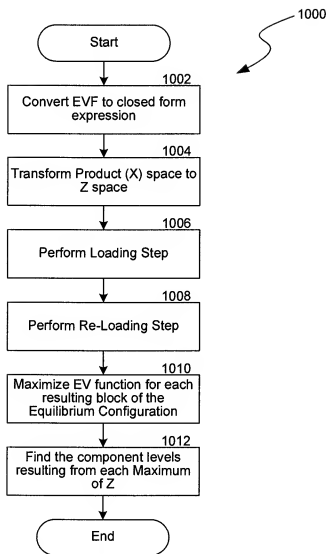 1000
Start
1002
Convert EVF to closed form
expression
1004
Transform Product (X) space to
Z space
1006
Perform Loading Step
1008
Perform Re-Loading Step
1010
Maximize EV function for each
resulting block of the
Equilibrium Configuration
1012
Find the component levels
resulting from each Maximum
of Z
End